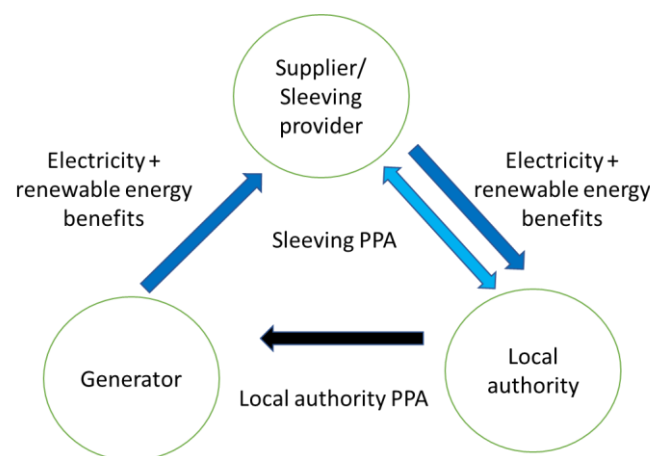 Supplier/
Sleeving
provider
Electricity +
renewable energy
benefits
Electricity +
renewable energy
benefits
Sleeving PPA
Generator
Local authority PPA
Local
authority